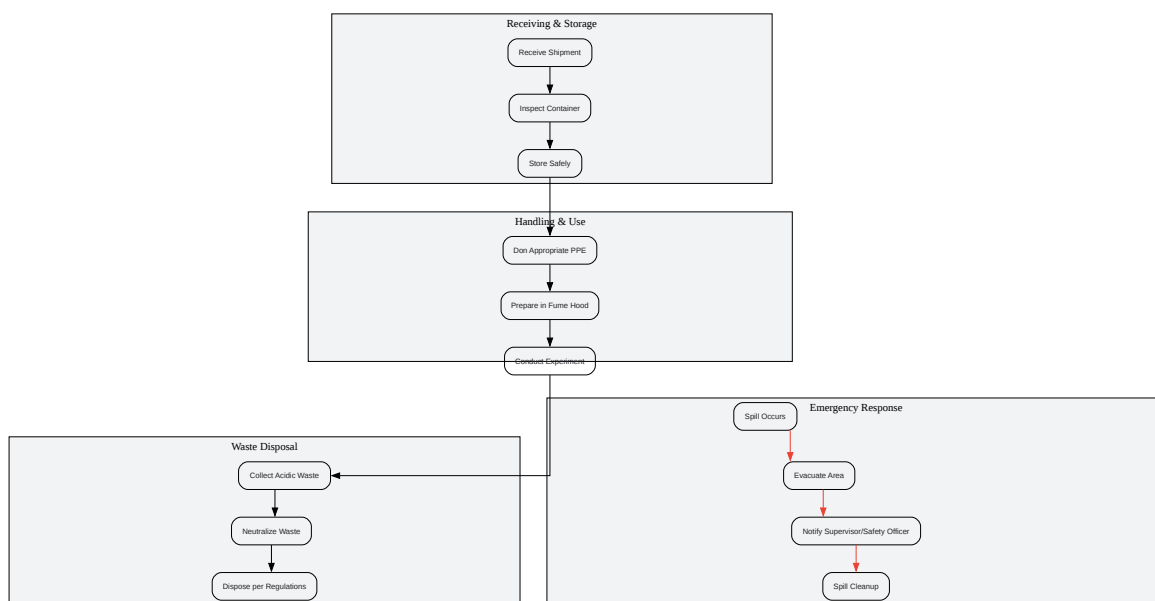 Receiving & Storage
Receive Shipment
Inspect Container
Store Safely
Handling & Use
Don Appropriate PPE
Prepare in Fume Hood
Conduct Experiment
Emergency Response
Spill Occurs
Waste Disposal
Collect Acidic Waste
Evacuate Area
Neutralize Waste
Notify Supervisor/Safety Officer
Dispose per Regulations
Spill Cleanup